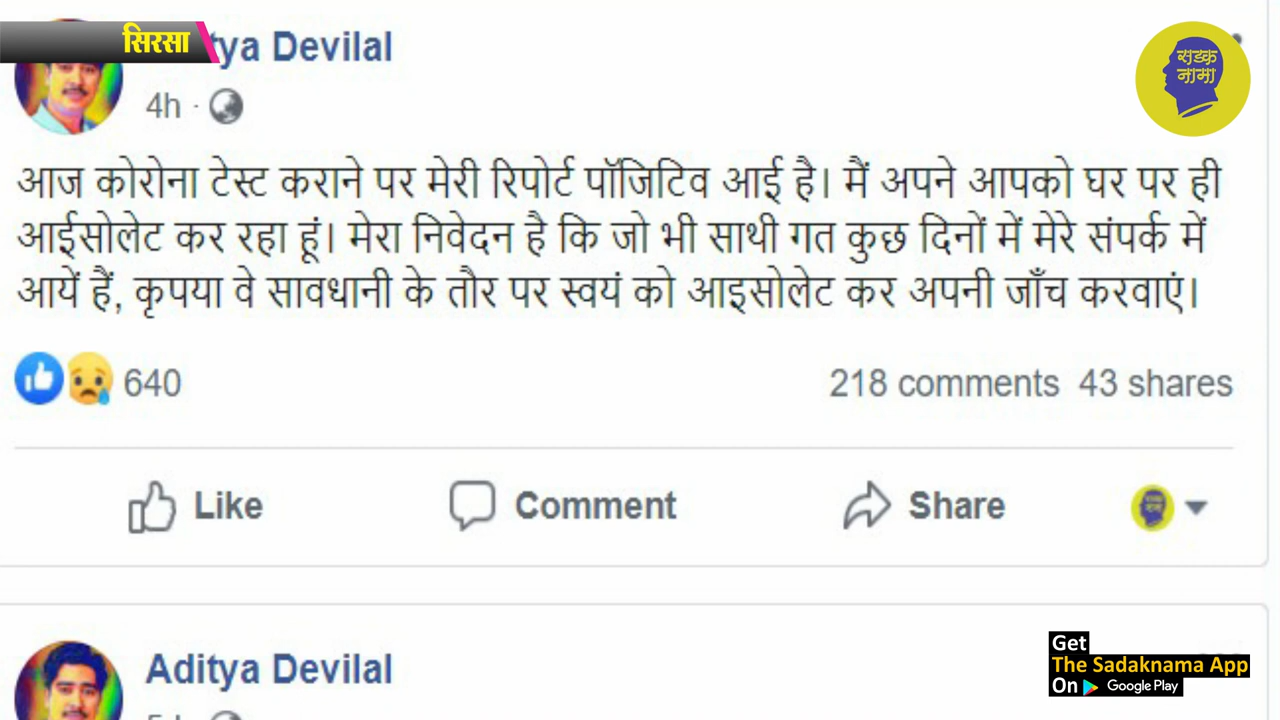 सिरसा
tya Devilal
सड़क
नामा
4h ·
आज कोरोना टेस्ट कराने पर मेरी रिपोर्ट पॉजिटिव आई है। मैं अपने आपको घर पर ही
आईसोलेट कर रहा हूं। मेरा निवेदन है कि जो भी साथी गत कुछ दिनों में मेरे संपर्क में
आयें हैं, कृपया वे सावधानी के तौर पर स्वयं को आइसोलेट कर अपनी जाँच करवाएं।
640
218 comments 43 shares
Like Comment Share
Aditya Devilal
Get
The Sadaknama App
On Google Play